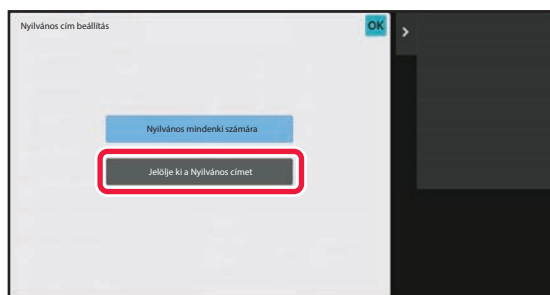 Nyilvános cím beállítás
OK
Nyilvános mindenki számára
Jelölje ki a Nyilvános címet